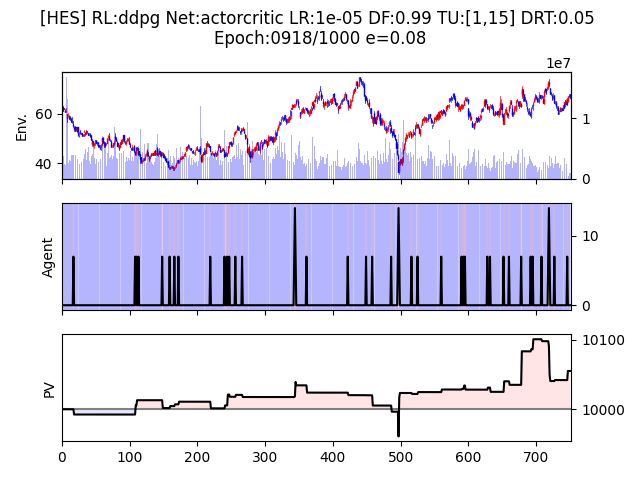 [HES] RL:ddpg Net:actorcritic LR:1e-05 DF:0.99 TU:[1,15] DRT:0.05
Epoch:0918/1000 e=0.08
1e7
Env.
60
40
1
0
Agent
10
0
PV
10100
10000
0 100 200 300 400 500 600 700